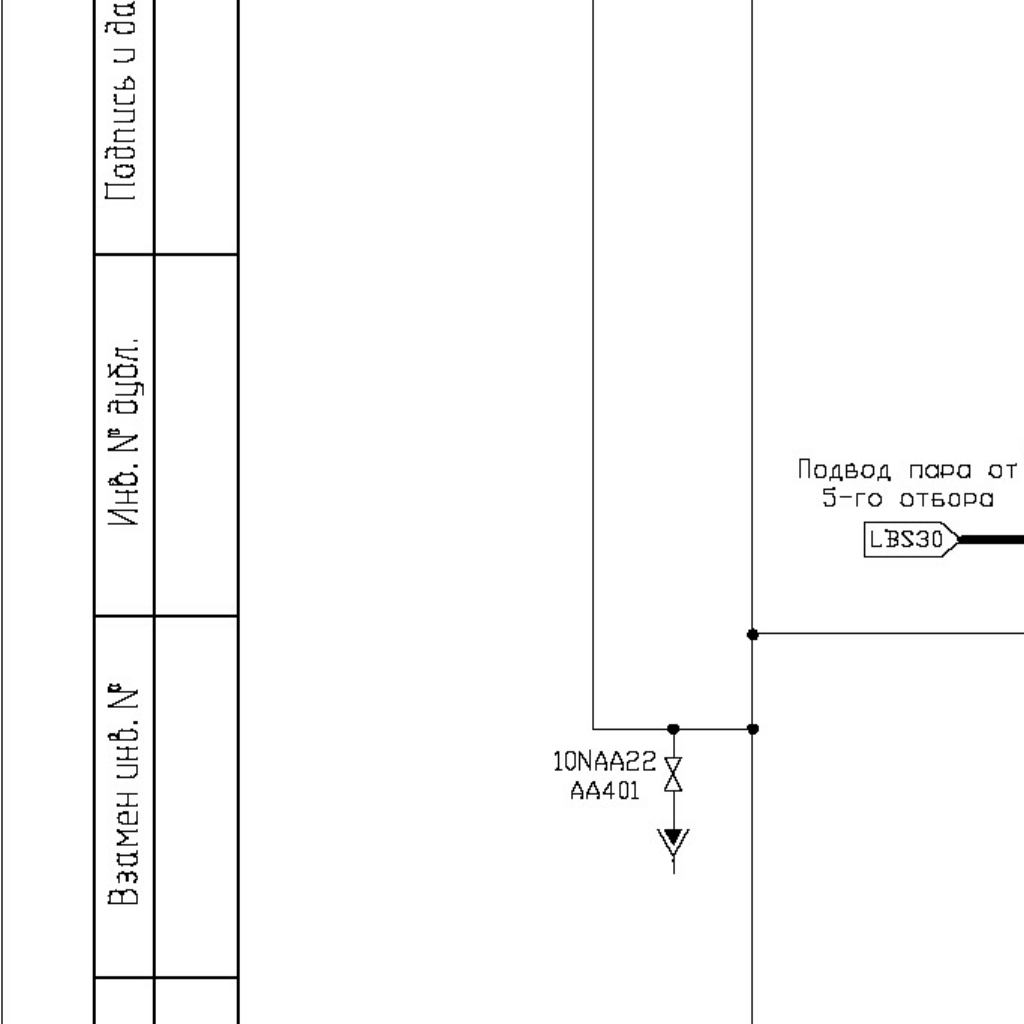 Подпись и да
Инв. № дубл.
Взамен инв. №
Подвод пара от
5-го отбора
LBS30
10NAA22
AA401